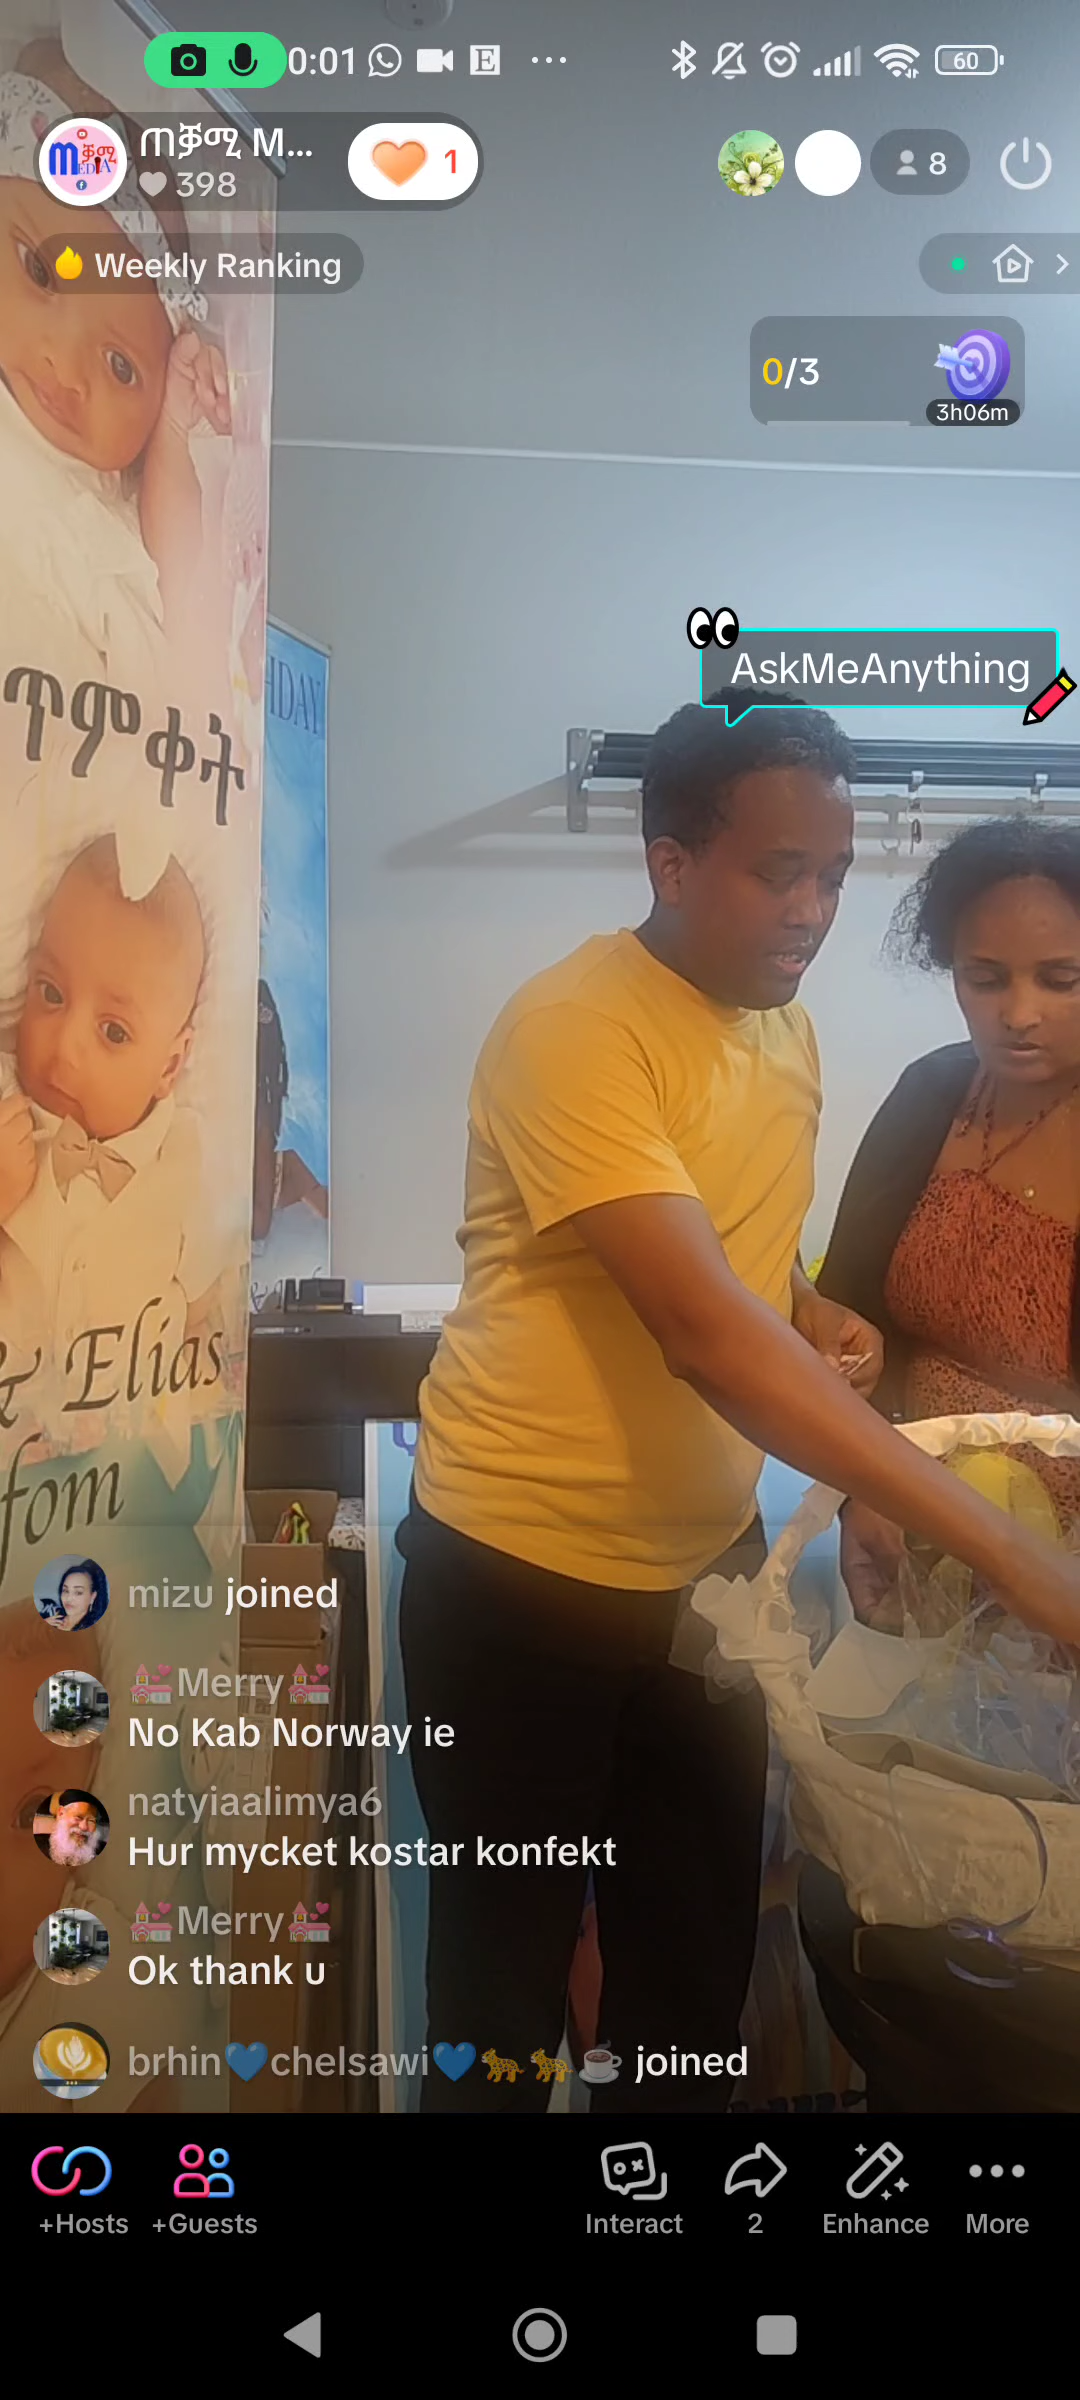 0:01
60
ጠቻሚ M...
398
1
8
Weekly Ranking
0/3
3h06m
AskMeAnything
ጥምቀት
& Elias
fom
mizu joined
Merry
No Kab Norway ie
natyiaalimya6
Hur mycket kostar konfekt
Merry
Ok thank u
brhin💙chelsawi💙🐆🐆☕ joined
+Hosts
+Guests
Interact
2
Enhance
More